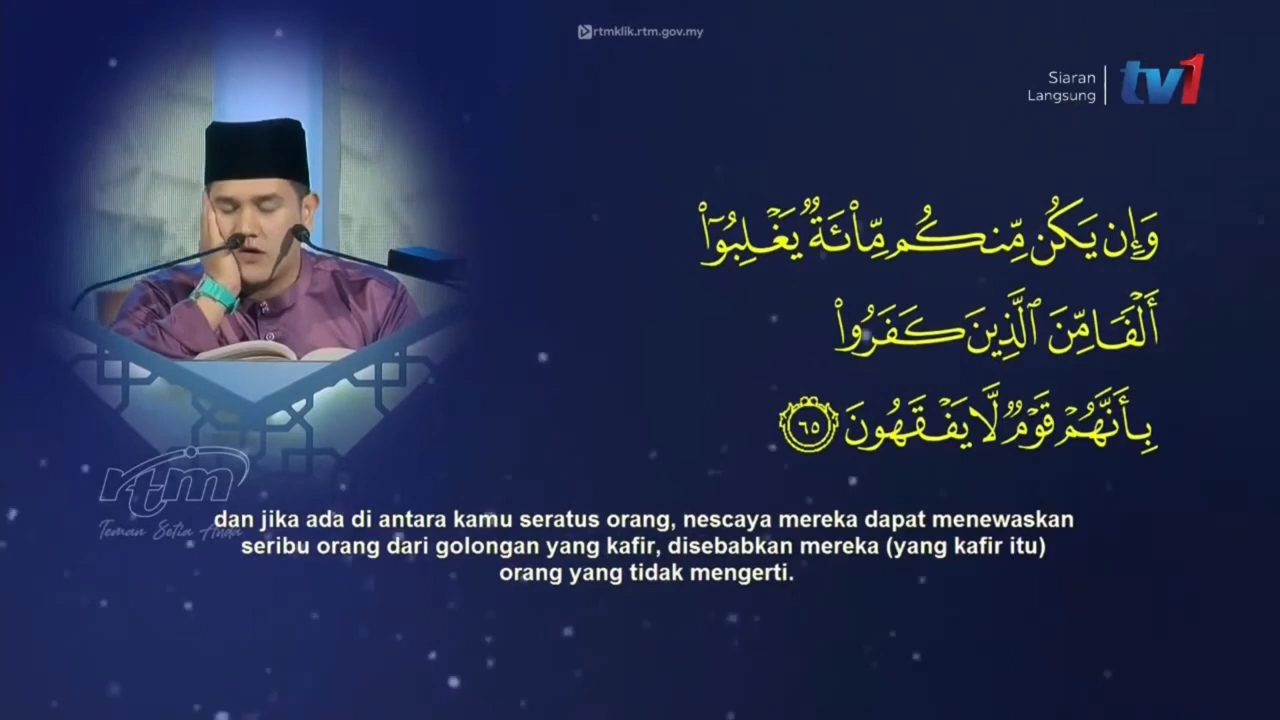 rtmklik.rtm.gov.my
Siaran
Langsung
tv1
وَإِن يَكُن مِّنكُم مِّاْئَةٌ يَغْلِبُوٓاْ
أَلْفًا مِّنَ ٱلَّذِينَ كَفَرُواْ
بِأَنَّهُمْ قَوْمٌ لَّا يَفْقَهُونَ ٦٥
rtm
Teman Setia Anda
dan jika ada di antara kamu seratus orang, nescaya mereka dapat menewaskan
seribu orang dari golongan yang kafir, disebabkan mereka (yang kafir itu)
orang yang tidak mengerti.